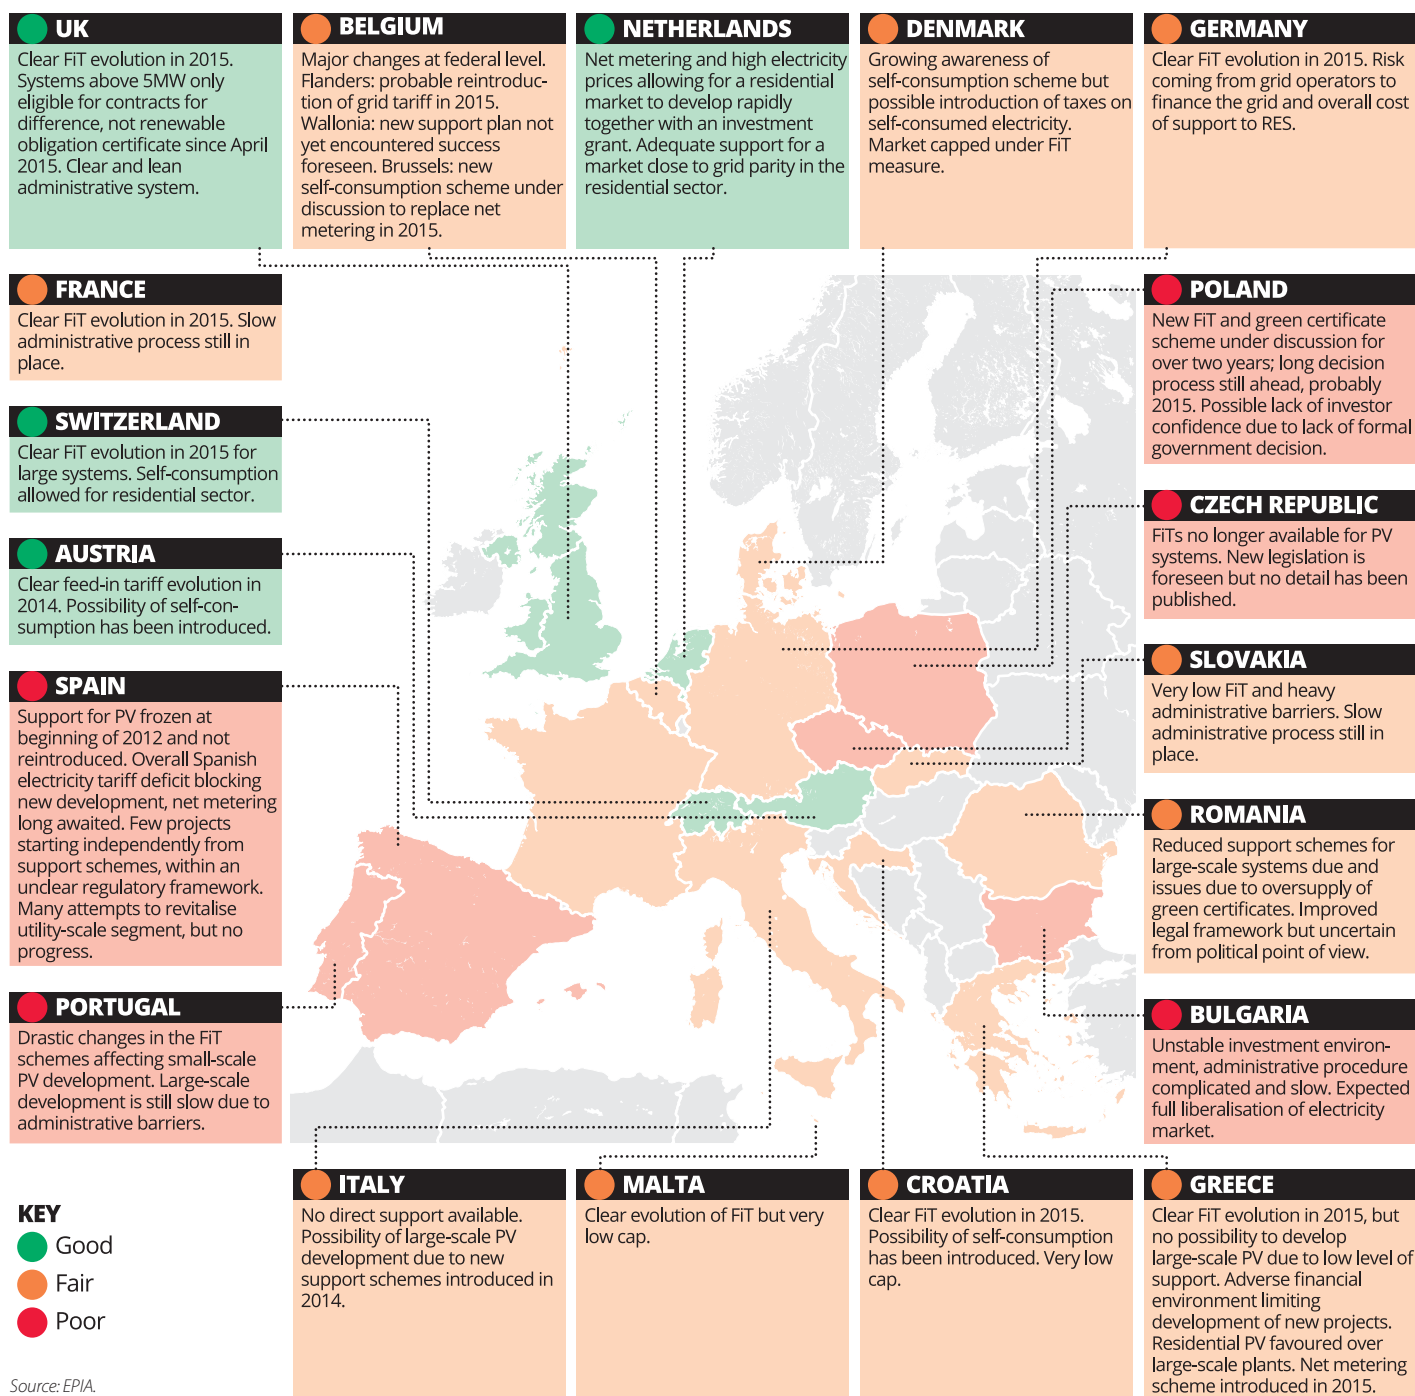 UK
Clear FiT evolution in 2015.
Systems above 5MW only
eligible for contracts for
difference, not renewable
obligation certificate since April
2015. Clear and lean
administrative system.
BELGIUM
Major changes at federal level.
Flanders: probable reintroduc-
tion of grid tariff in 2015.
Wallonia: new support plan not
yet encountered success
foreseen. Brussels: new
self-consumption scheme under
discussion to replace net
metering in 2015.
NETHERLANDS
Net metering and high electricity
prices allowing for a residential
market to develop rapidly
together with an investment
grant. Adequate support for a
market close to grid parity in the
residential sector.
DENMARK
Growing awareness of
self-consumption scheme but
possible introduction of taxes on
self-consumed electricity.
Market capped under FiT
measure.
GERMANY
Clear FiT evolution in 2015. Risk
coming from grid operators to
finance the grid and overall cost
of support to RES.
FRANCE
Clear FiT evolution in 2015. Slow
administrative process still in
place.
SWITZERLAND
Clear FiT evolution in 2015 for
large systems. Self-consumption
allowed for residential sector.
AUSTRIA
Clear feed-in tariff evolution in
2014. Possibility of self-con-
sumption has been introduced.
SPAIN
Support for PV frozen at
beginning of 2012 and not
reintroduced. Overall Spanish
electricity tariff deficit blocking
new development, net metering
long awaited. Few projects
starting independently from
support schemes, within an
unclear regulatory framework.
Many attempts to revitalise
utility-scale segment, but no
progress.
PORTUGAL
Drastic changes in the FiT
schemes affecting small-scale
PV development. Large-scale
development is still slow due to
administrative barriers.
POLAND
New FiT and green certificate
scheme under discussion for
over two years; long decision
process still ahead, probably
2015. Possible lack of investor
confidence due to lack of formal
government decision.
CZECH REPUBLIC
FiTs no longer available for PV
systems. New legislation is
foreseen but no detail has been
published.
SLOVAKIA
Very low FiT and heavy
administrative barriers. Slow
administrative process still in
place.
ROMANIA
Reduced support schemes for
large-scale systems due and
issues due to oversupply of
green certificates. Improved
legal framework but uncertain
from political point of view.
BULGARIA
Unstable investment environ-
ment, administrative procedure
complicated and slow. Expected
full liberalisation of electricity
market.
ITALY
No direct support available.
Possibility of large-scale PV
development due to new
support schemes introduced in
2014.
MALTA
Clear evolution of FiT but very
low cap.
CROATIA
Clear FiT evolution in 2015.
Possibility of self-consumption
has been introduced. Very low
cap.
GREECE
Clear FiT evolution in 2015, but
no possibility to develop
large-scale PV due to low level of
support. Adverse financial
environment limiting
development of new projects.
Residential PV favoured over
large-scale plants. Net metering
scheme introduced in 2015.
KEY
Good
Fair
Poor
Source: EPIA.